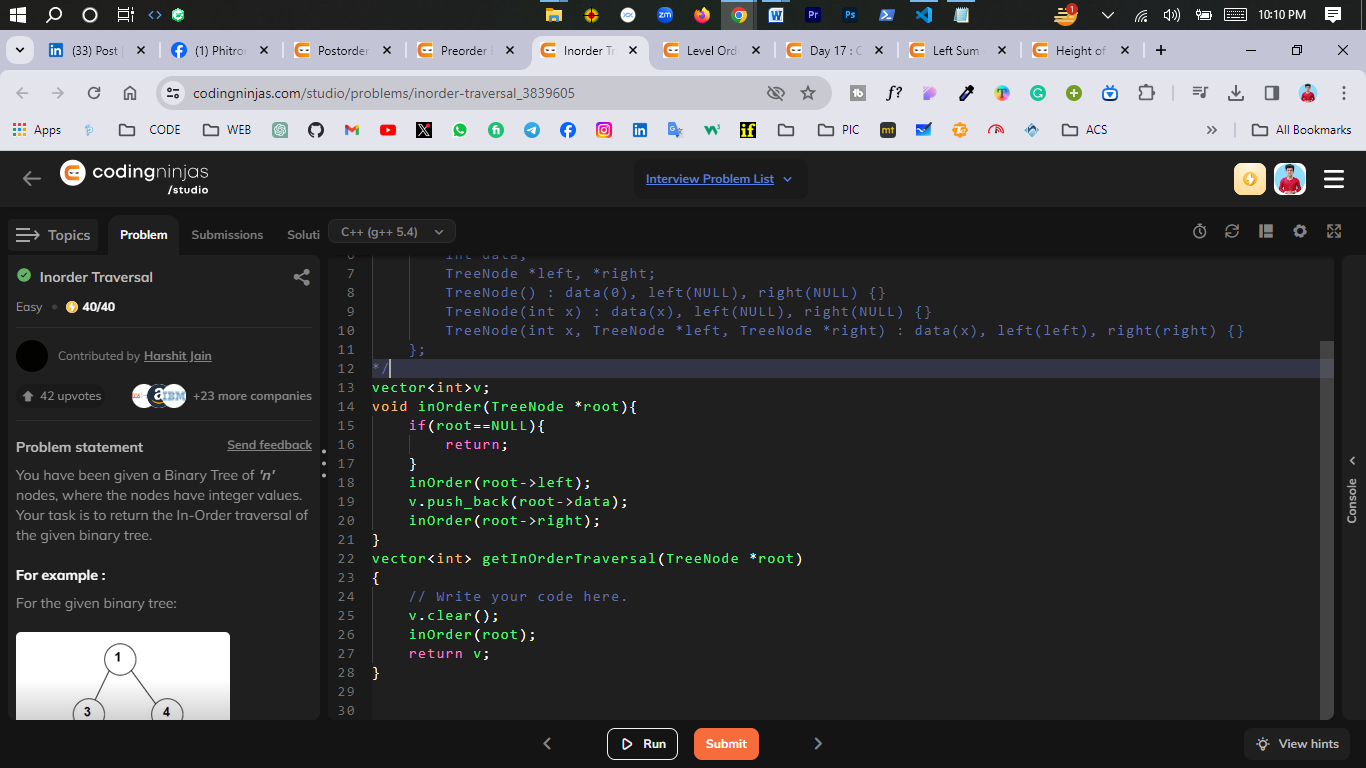 10:10 PM
1
(33) Post
(1) Phitron
Postorder
Preorder
Inorder Tr
Level Ord
Day 17 : C
Left Sum
Height of
codingninjas.com/studio/problems/inorder-traversal_3839605
Apps
CODE
WEB
PIC
ACS
All Bookmarks
codingninjas
/studio
Interview Problem List
Topics
Problem
Submissions
Soluti
C++ (g++ 5.4)
Inorder Traversal
Easy
40/40
Contributed by Harshit Jain
42 upvotes
+23 more companies
Problem statement
Send feedback
You have been given a Binary Tree of 'n'
nodes, where the nodes have integer values.
Your task is to return the In-Order traversal of
the given binary tree.
For example :
For the given binary tree:
1
3
4
6 int data;
7 TreeNode *left, *right;
8 TreeNode() : data(0), left(NULL), right(NULL) {}
9 TreeNode(int x) : data(x), left(NULL), right(NULL) {}
10 TreeNode(int x, TreeNode *left, TreeNode *right) : data(x), left(left), right(right) {}
11 };
12 */
13 vector<int>v;
14 void inOrder(TreeNode *root){
15 if(root==NULL){
16 return;
17 }
18 inOrder(root->left);
19 v.push_back(root->data);
20 inOrder(root->right);
21 }
22 vector<int> getInOrderTraversal(TreeNode *root)
23 {
24 // Write your code here.
25 v.clear();
26 inOrder(root);
27 return v;
28 }
29
30
Console
Run
Submit
View hints